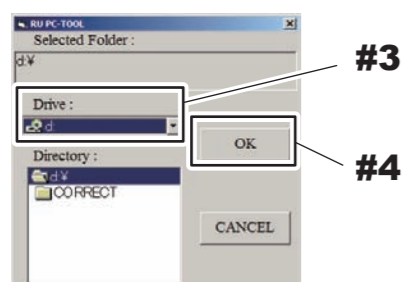 RU PC-TOOL
Selected Folder :
d:¥
#3
Drive :
d:
OK
#4
Directory :
d:¥
CORRECT
CANCEL